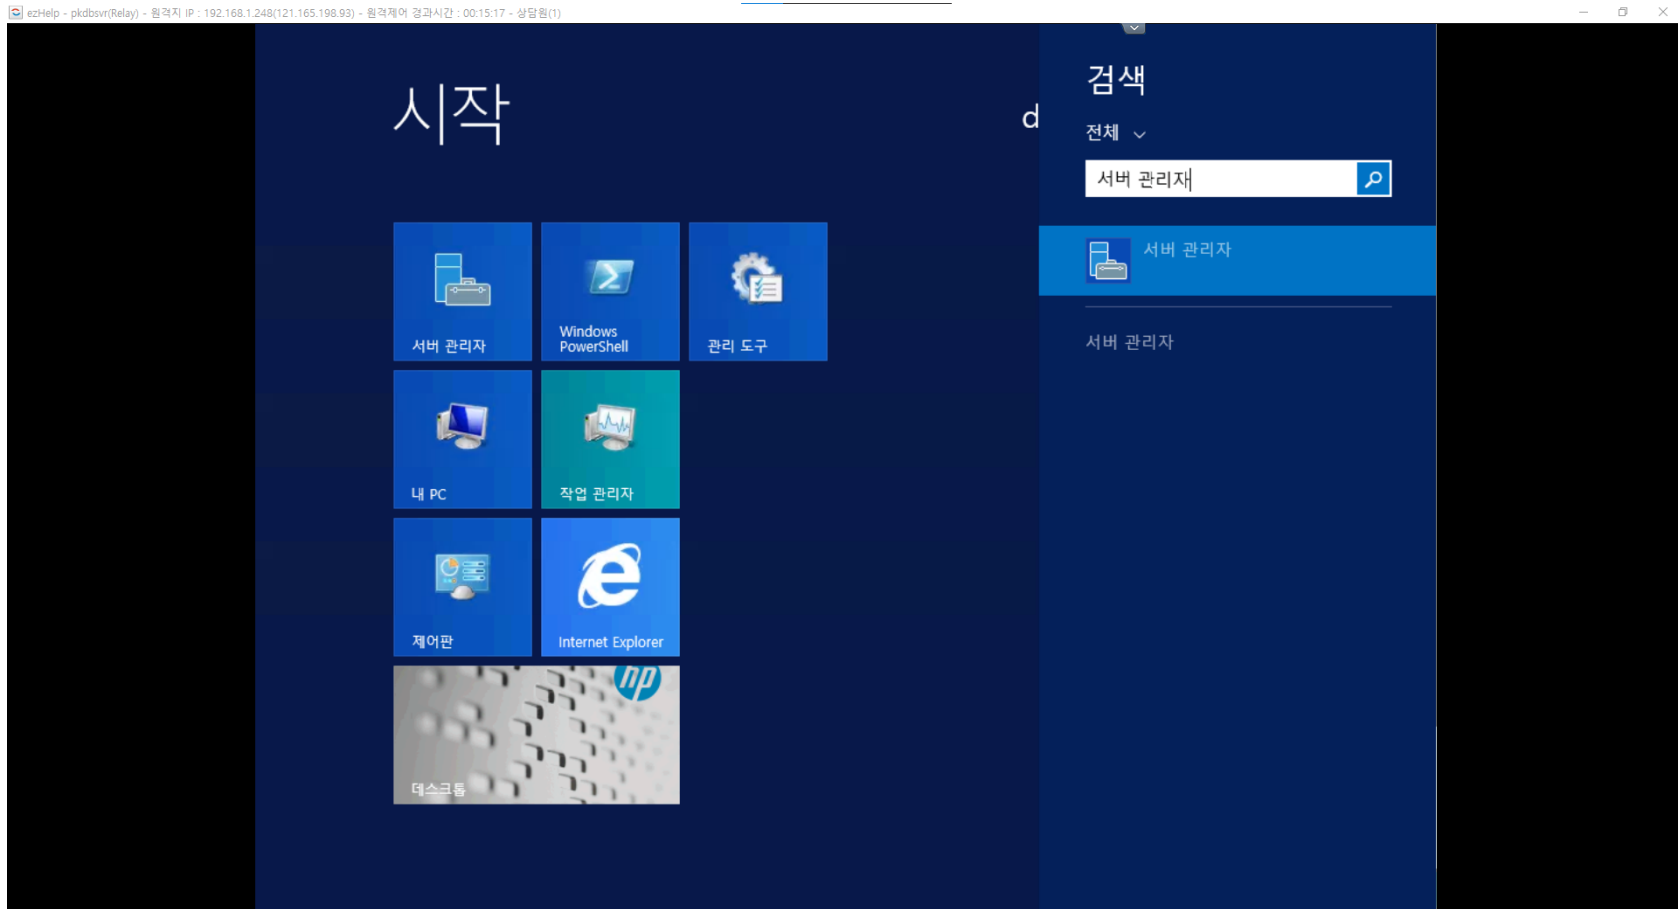 ezHelp - pkdbsvr(Relay) - 원격지 IP : 192.168.1.248(121.165.198.93) - 원격제어 경과시간 : 00:15:17 - 상담원(1)
시작
d
서버 관리자
Windows
PowerShell
관리 도구
내 PC
작업 관리자
제어판
Internet Explorer
hp
데스크톱
검색
전체
서버 관리자
서버 관리자
서버 관리자